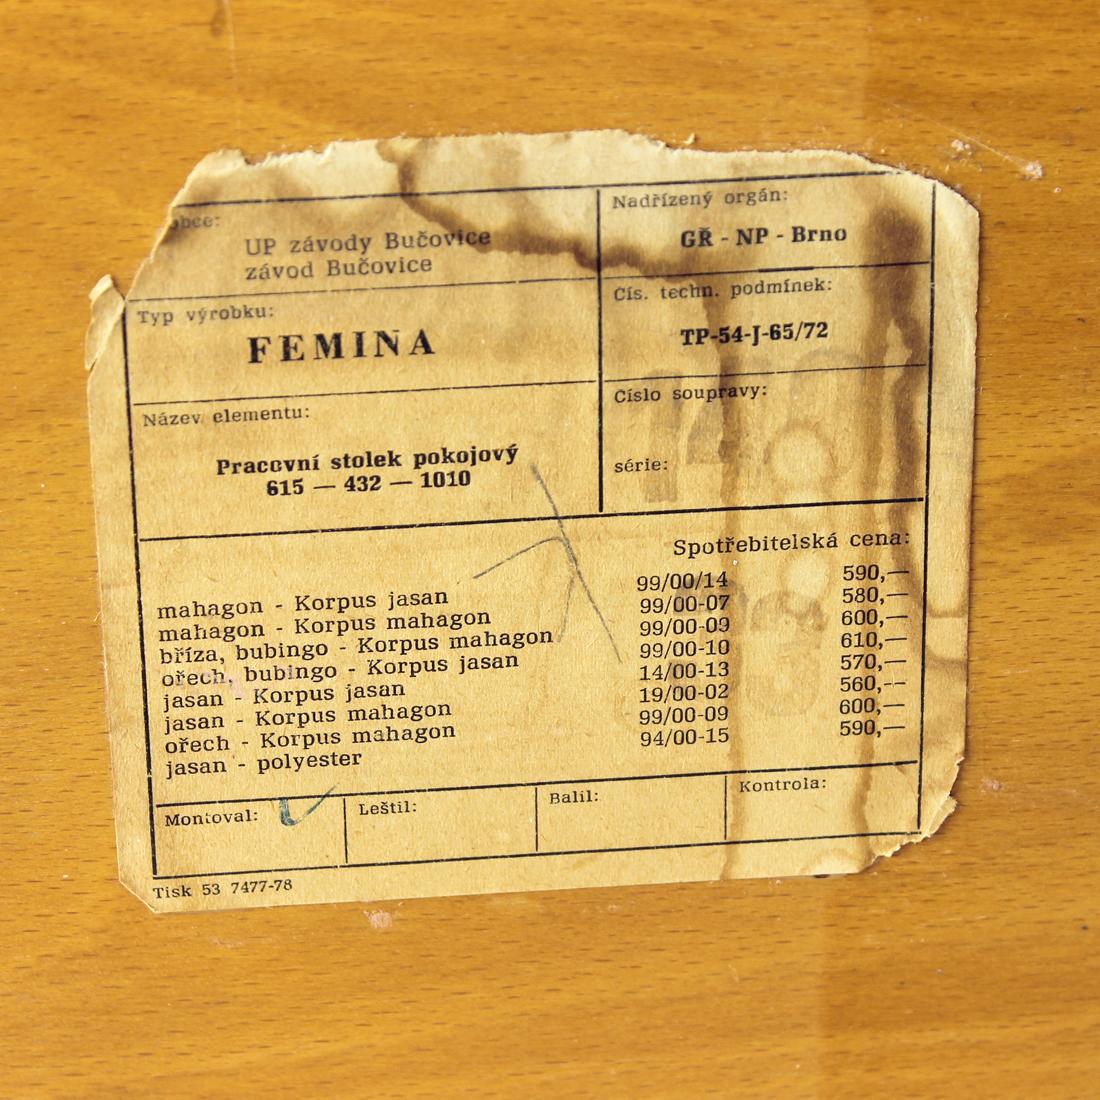 obce:
UP závody Bučovice
závod Bučovice
Nadřízený orgán:
GŘ - NP - Brno
Typ výrobku:
FEMINA
Čís. techn. podmínek:
TP-54-J-65/72
Název elementu:
Pracovní stolek pokojový
615 — 432 — 1010
Číslo soupravy:
série:
Spotřebitelská cena:
mahagon - Korpus jasan 99/00/14 590,—
mahagon - Korpus mahagon 99/00-07 580,—
bříza, bubingo - Korpus mahagon 99/00-09 600,—
ořech, bubingo - Korpus jasan 99/00-10 610,—
jasan - Korpus jasan 14/00-13 570,—
jasan - Korpus mahagon 19/00-02 560,—
ořech - Korpus mahagon 99/00-09 600,—
jasan - polyester 94/00-15 590,—
Montoval:
Leštil:
Balil:
Kontrola:
Tisk 53 7477-78